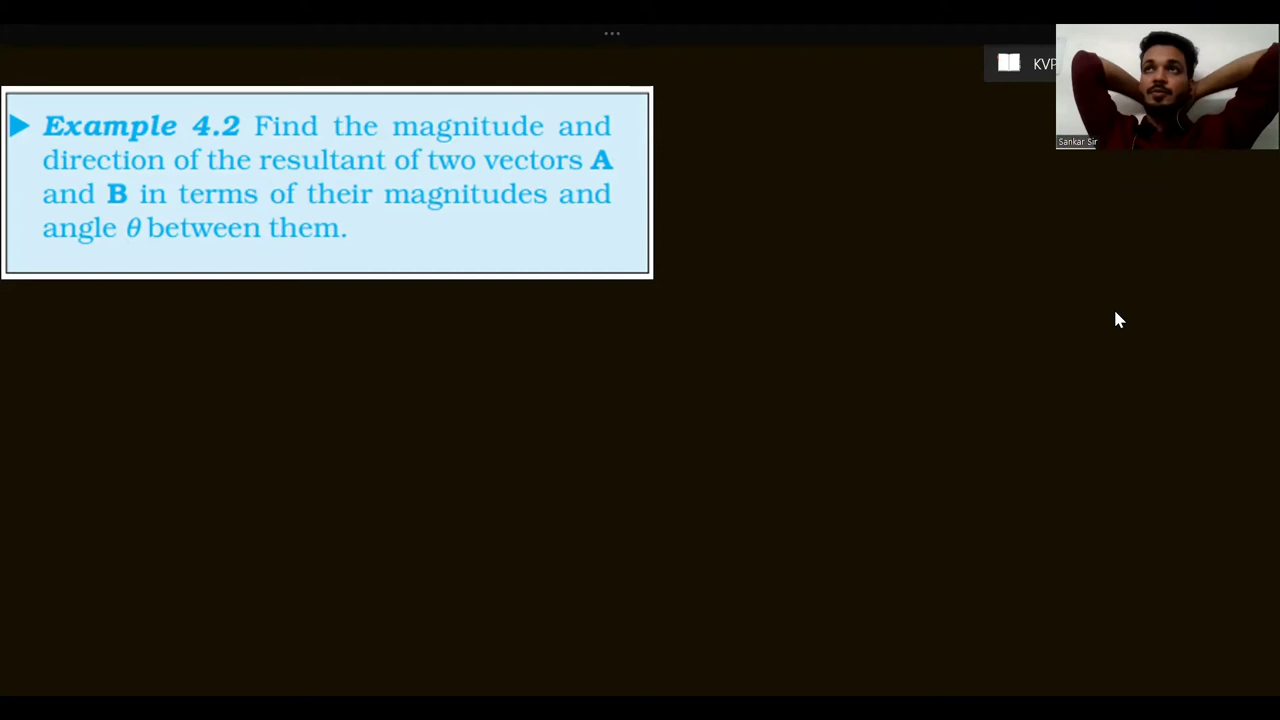 ...
KVP
Sankar Sir
Example 4.2 Find the magnitude and
direction of the resultant of two vectors A
and B in terms of their magnitudes and
angle θ between them.